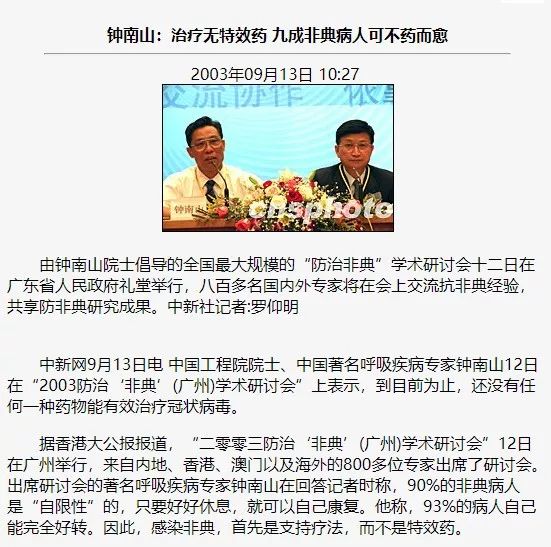 钟南山：治疗无特效药 九成非典病人可不药而愈
2003年09月13日 10:27
交流协作
钟南山
cnsphoto
由钟南山院士倡导的全国最大规模的“防治非典”学术研讨会十二日在
广东省人民政府礼堂举行，八百多名国内外专家将在会上交流抗非典经验，
共享防非典研究成果。中新社记者:罗仰明
中新网9月13日电 中国工程院院士、中国著名呼吸疾病专家钟南山12日
在“2003防治‘非典’(广州)学术研讨会”上表示，到目前为止，还没有任
何一种药物能有效治疗冠状病毒。
据香港大公报报道，“二零零三防治‘非典’(广州)学术研讨会”12日
在广州举行，来自内地、香港、澳门以及海外的800多位专家出席了研讨会。
出席研讨会的著名呼吸疾病专家钟南山在回答记者时称，90%的非典病人
是“自限性”的，只要好好休息，就可以自己康复。他称，93%的病人自己
能完全好转。因此，感染非典，首先是支持疗法，而不是特效药。